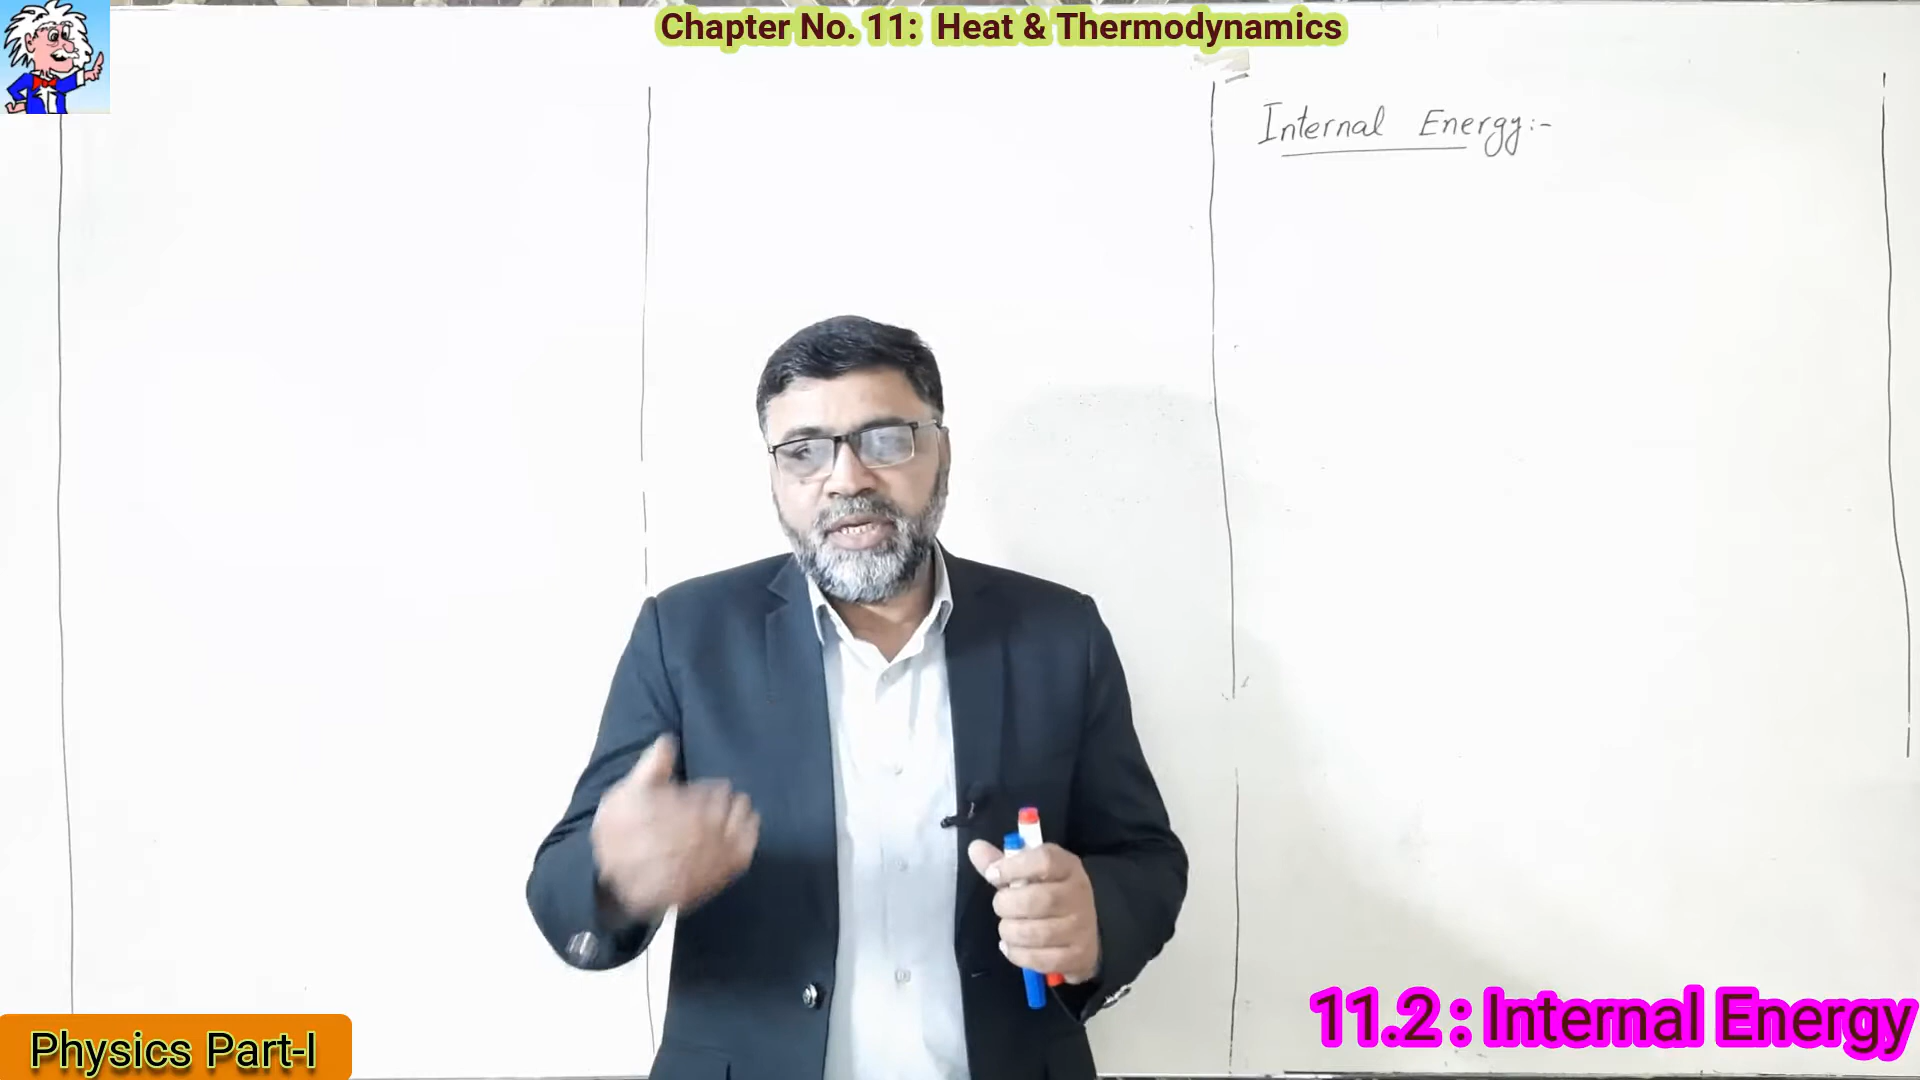 Chapter No. 11: Heat & Thermodynamics
Internal Energy:-
Physics Part-I
11.2 : Internal Energy